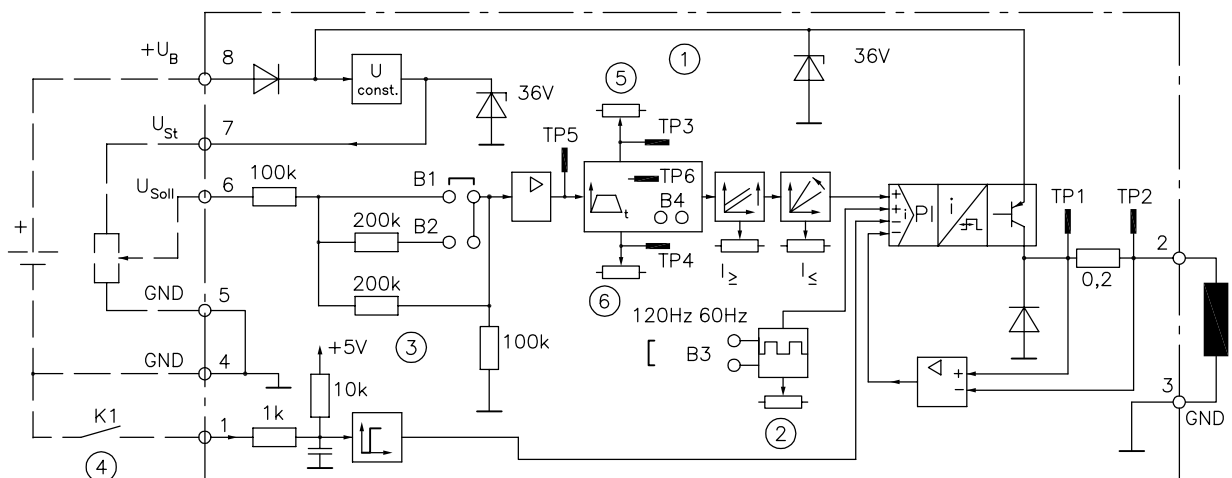 +U_B
8
U const.
36V
1
36V
5
U_St
7
TP5
TP3
U_Soll
6
100k
B1
TP6
B4
t
200k
B2
+
+
i
−
−
PI
i
TP1
TP2
2
0,2
TP4
I≥
I≤
6
+
GND
5
200k
120Hz 60Hz
B3
3
100k
GND
4
+5V
10k
2
+
−
3
GND
K1
1
1k
4